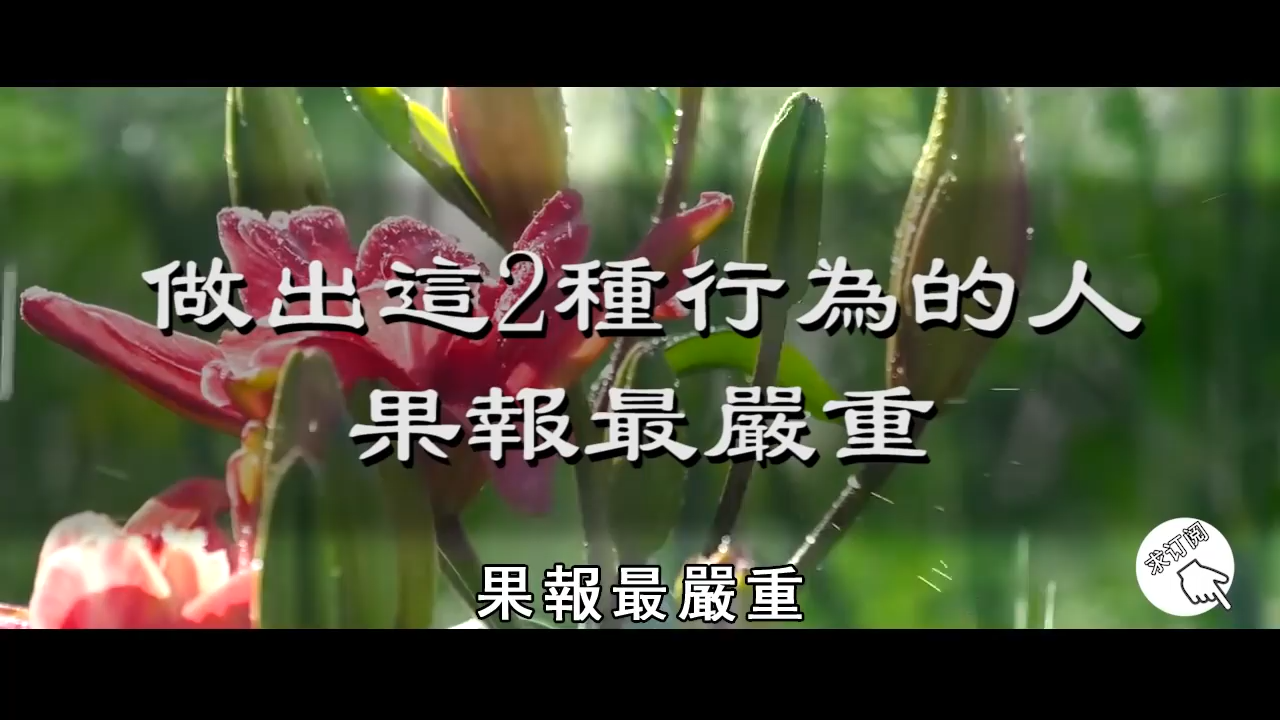 做出這2種行為的人
果報最嚴重
求订阅
果報最嚴重